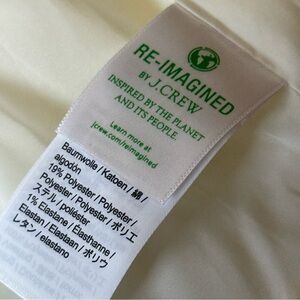 RE-IMAGINED
BY J.CREW
INSPIRED BY THE PLANET
AND ITS PEOPLE.
Learn more at
jcrew.com/reimagined
Baumwolle / Katoen / 綿 /
algodón
19% Polyester / Polyester /
Polyester / Polyester / ポリエ
ステル / poliéster
1% Elastane / Élasthanne /
Elastan / Elastaan / ポリウ
レタン / elastano